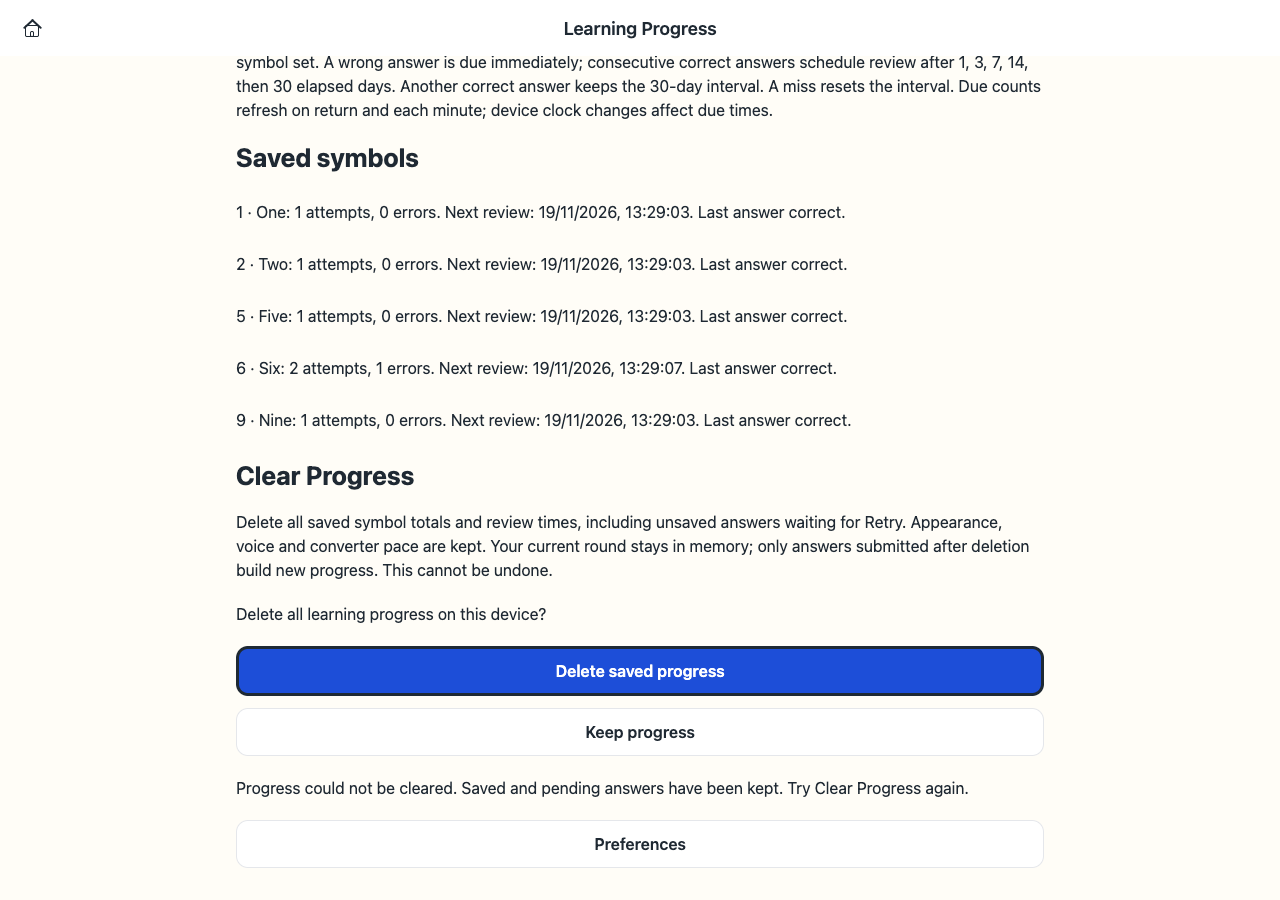 Learning Progress
symbol set. A wrong answer is due immediately; consecutive correct answers schedule review after 1, 3, 7, 14,
then 30 elapsed days. Another correct answer keeps the 30-day interval. A miss resets the interval. Due counts
refresh on return and each minute; device clock changes affect due times.
Saved symbols
1 · One: 1 attempts, 0 errors. Next review: 19/11/2026, 13:29:03. Last answer correct.
2 · Two: 1 attempts, 0 errors. Next review: 19/11/2026, 13:29:03. Last answer correct.
5 · Five: 1 attempts, 0 errors. Next review: 19/11/2026, 13:29:03. Last answer correct.
6 · Six: 2 attempts, 1 errors. Next review: 19/11/2026, 13:29:07. Last answer correct.
9 · Nine: 1 attempts, 0 errors. Next review: 19/11/2026, 13:29:03. Last answer correct.
Clear Progress
Delete all saved symbol totals and review times, including unsaved answers waiting for Retry. Appearance,
voice and converter pace are kept. Your current round stays in memory; only answers submitted after deletion
build new progress. This cannot be undone.
Delete all learning progress on this device?
Delete saved progress
Keep progress
Progress could not be cleared. Saved and pending answers have been kept. Try Clear Progress again.
Preferences